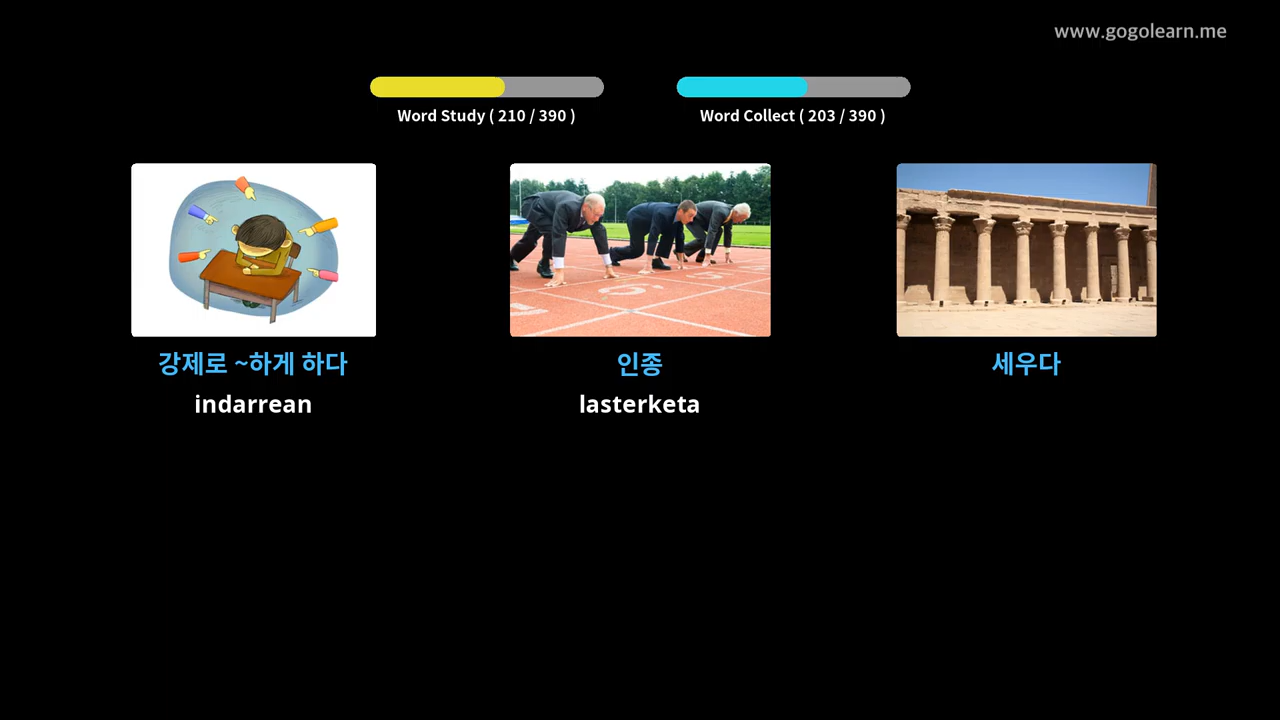 www.gogolearn.me
Word Study ( 210 / 390 )
Word Collect ( 203 / 390 )
강제로 ~하게 하다
indarrean
인종
lasterketa
세우다